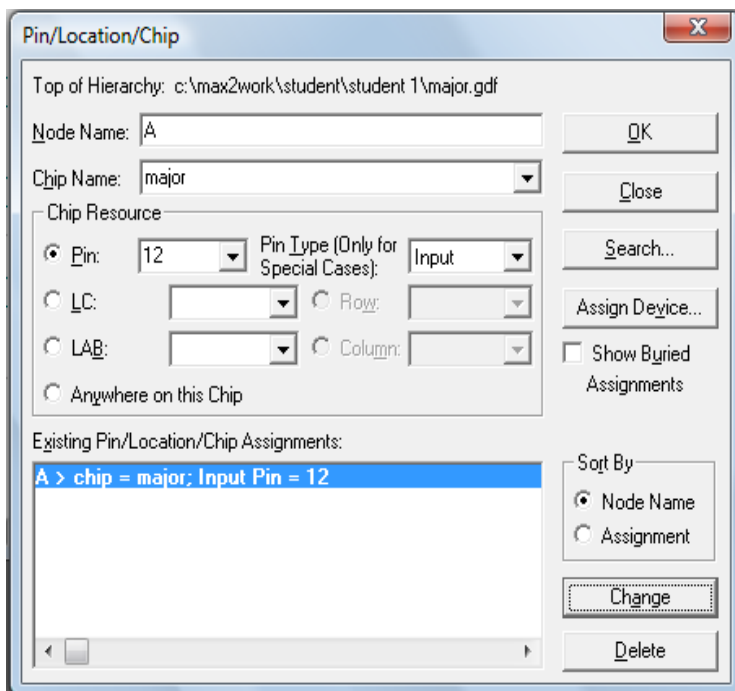 Pin/Location/Chip
Top of Hierarchy: c:\max2work\student\student 1\major.gdf
Node Name: A
OK
Chip Name: major
Close
Chip Resource
Pin: 12
Pin Type (Only for
Special Cases):
Input
Search...
LC:
Row:
Assign Device...
LAB:
Column:
Show Buried
Assignments
Anywhere on this Chip
Existing Pin/Location/Chip Assignments:
A > chip = major; Input Pin = 12
Sort By
Node Name
Assignment
Change
Delete